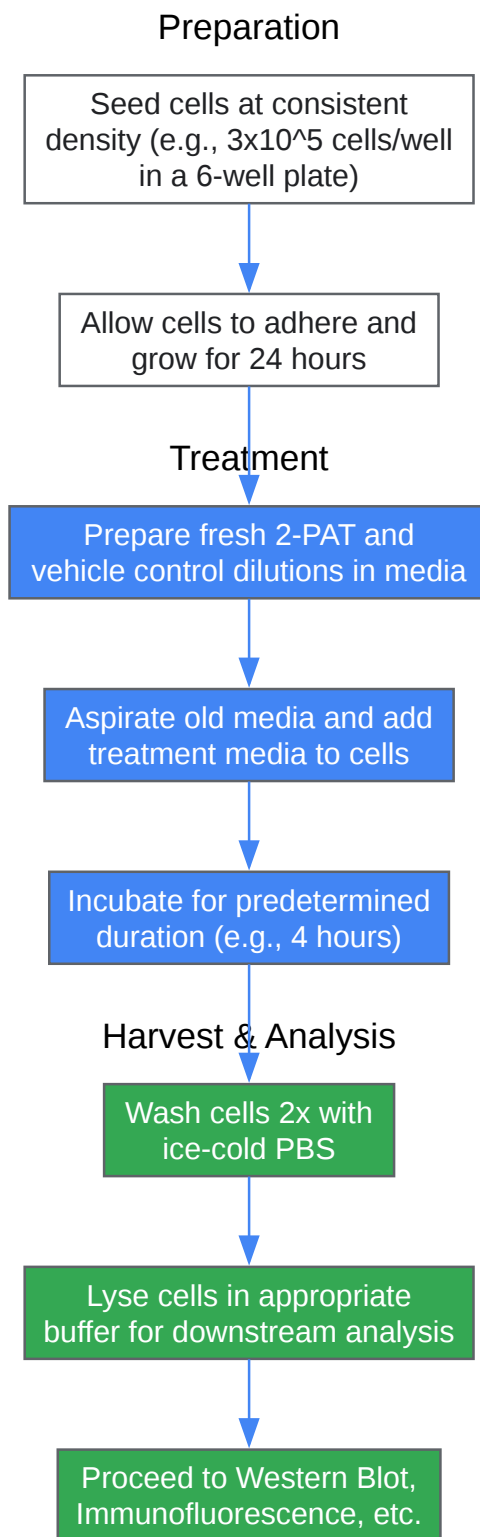 Preparation
Seed cells at consistent
density (e.g., 3x10^5 cells/well
in a 6-well plate)
Allow cells to adhere and
grow for 24 hours
Treatment
Prepare fresh 2-PAT and
vehicle control dilutions in media
Aspirate old media and add
treatment media to cells
Incubate for predetermined
duration (e.g., 4 hours)
Harvest & Analysis
Wash cells 2x with
ice-cold PBS
Lyse cells in appropriate
buffer for downstream analysis
Proceed to Western Blot,
Immunofluorescence, etc.